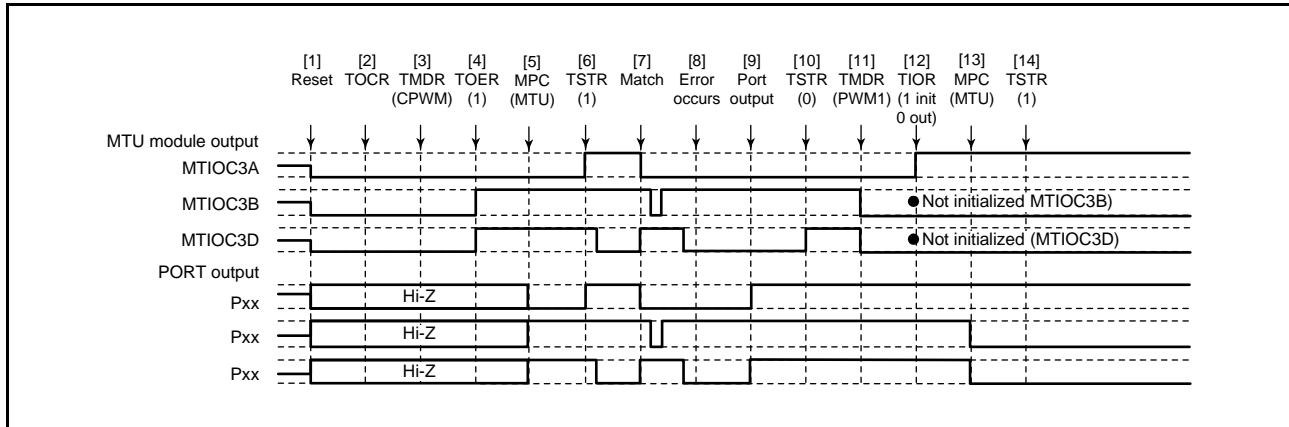 [1] [2] [3] [4] [5] [6] [7] [8] [9] [10] [11] [12] [13] [14]
Reset TOCR TMDR TOER MPC TSTR Match Error Port TSTR TMDR TIOR MPC TSTR
(CPWM) (1) (MTU) (1) occurs output (0) (PWM1) (1 init (MTU) (1)
0 out)
MTU module output
MTIOC3A
MTIOC3B ● Not initialized MTIOC3B)
MTIOC3D ● Not initialized (MTIOC3D)
PORT output
Pxx Hi-Z
Pxx Hi-Z
Pxx Hi-Z